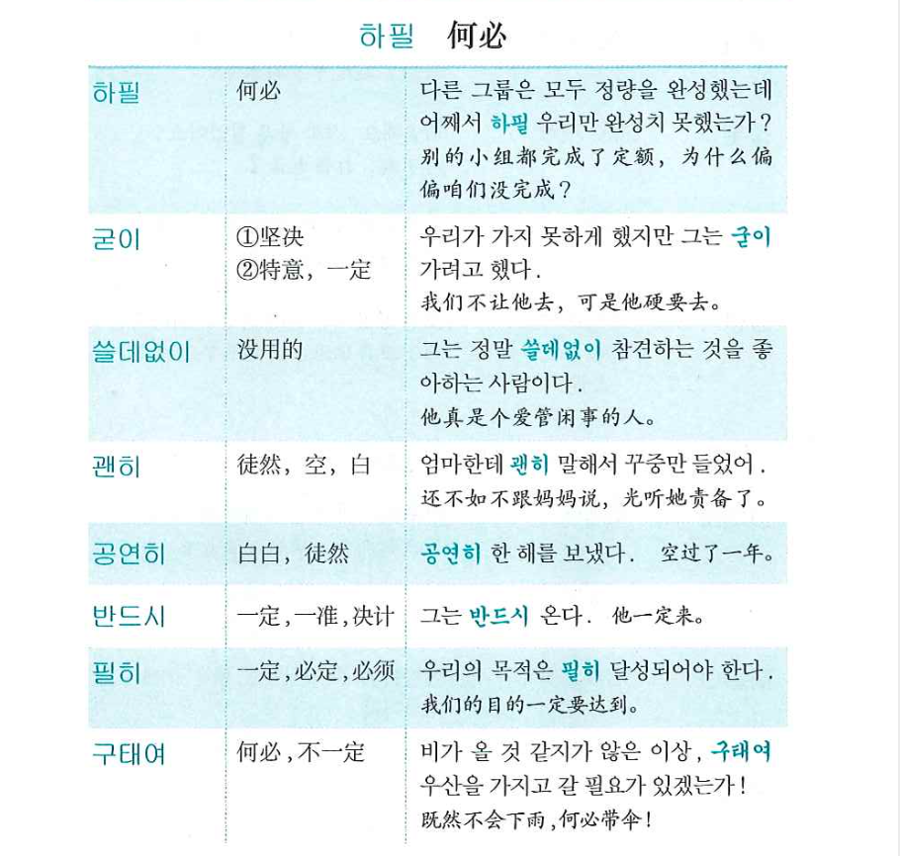 하필 何必
하필 何必 다른 그룹은 모두 정량을 완성했는데
어째서 하필 우리만 완성치 못했는가?
别的小组都完成了定额，为什么偏
偏咱们没完成？
굳이 ①坚决 우리가 가지 못하게 했지만 그는 굳이
②特意，一定 가려고 했다.
我们不让他去，可是他硬要去。
쓸데없이 没用的 그는 정말 쓸데없이 참견하는 것을 좋
아하는 사람이다.
他真是个爱管闲事的人。
괜히 徒然，空，白 엄마한테 괜히 말해서 꾸중만 들었어.
还不如不跟妈妈说，光听她责备了。
공연히 白白，徒然 공연히 한 해를 보냈다. 空过了一年。
반드시 一定,一准,决计 그는 반드시 온다. 他一定来。
필히 一定,必定,必须 우리의 목적은 필히 달성되어야 한다.
我们的目的一定要达到。
구태여 何必,不一定 비가 올 것 같지가 않은 이상, 구태여
우산을 가지고 갈 필요가 있겠는가!
既然不会下雨,何必带伞!